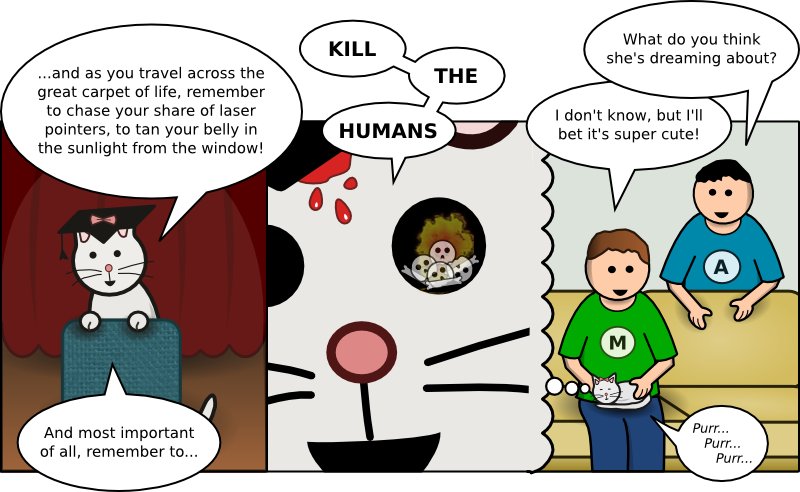 ...and as you travel across the
great carpet of life, remember
to chase your share of laser
pointers, to tan your belly in
the sunlight from the window!
And most important
of all, remember to...
KILL
THE
HUMANS
What do you think
she's dreaming about?
I don't know, but I'll
bet it's super cute!
A
M
Purr...
Purr...
Purr...